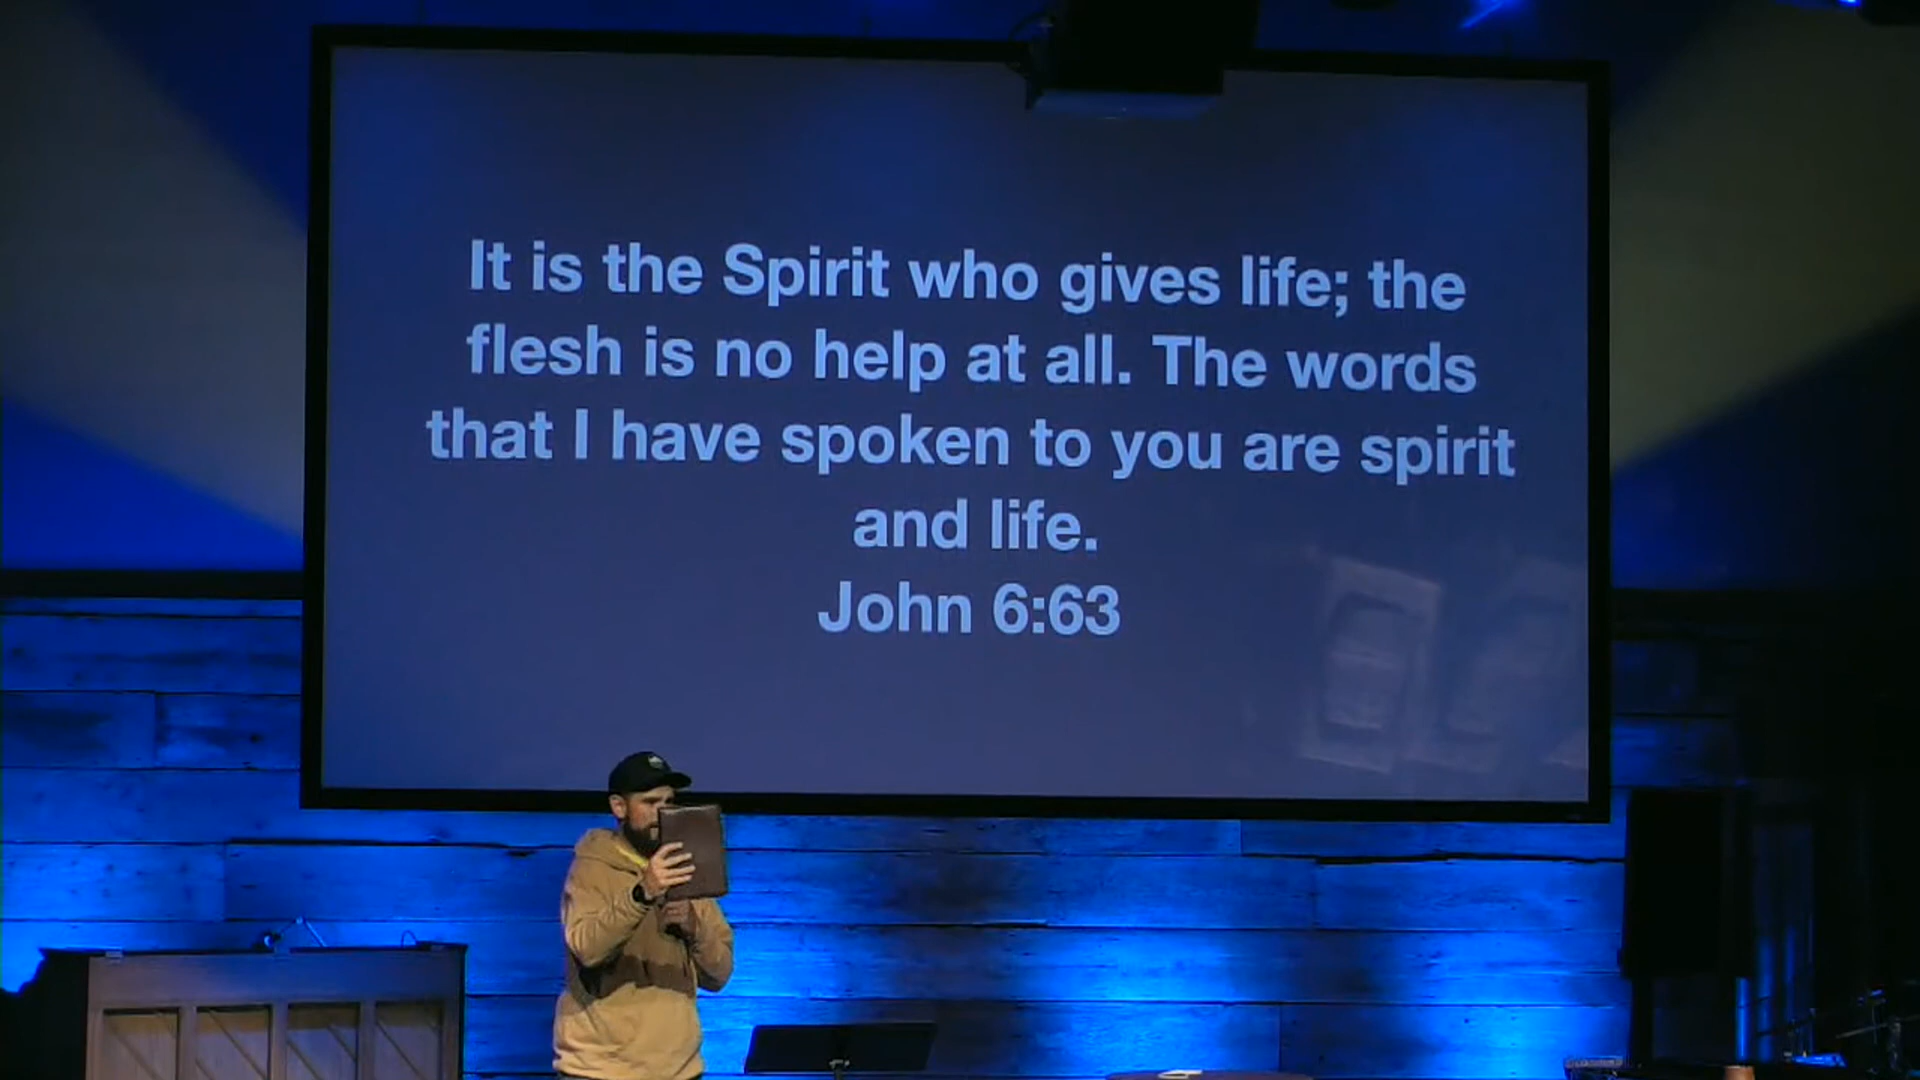 It is the Spirit who gives life; the
flesh is no help at all. The words
that I have spoken to you are spirit
and life.
John 6:63